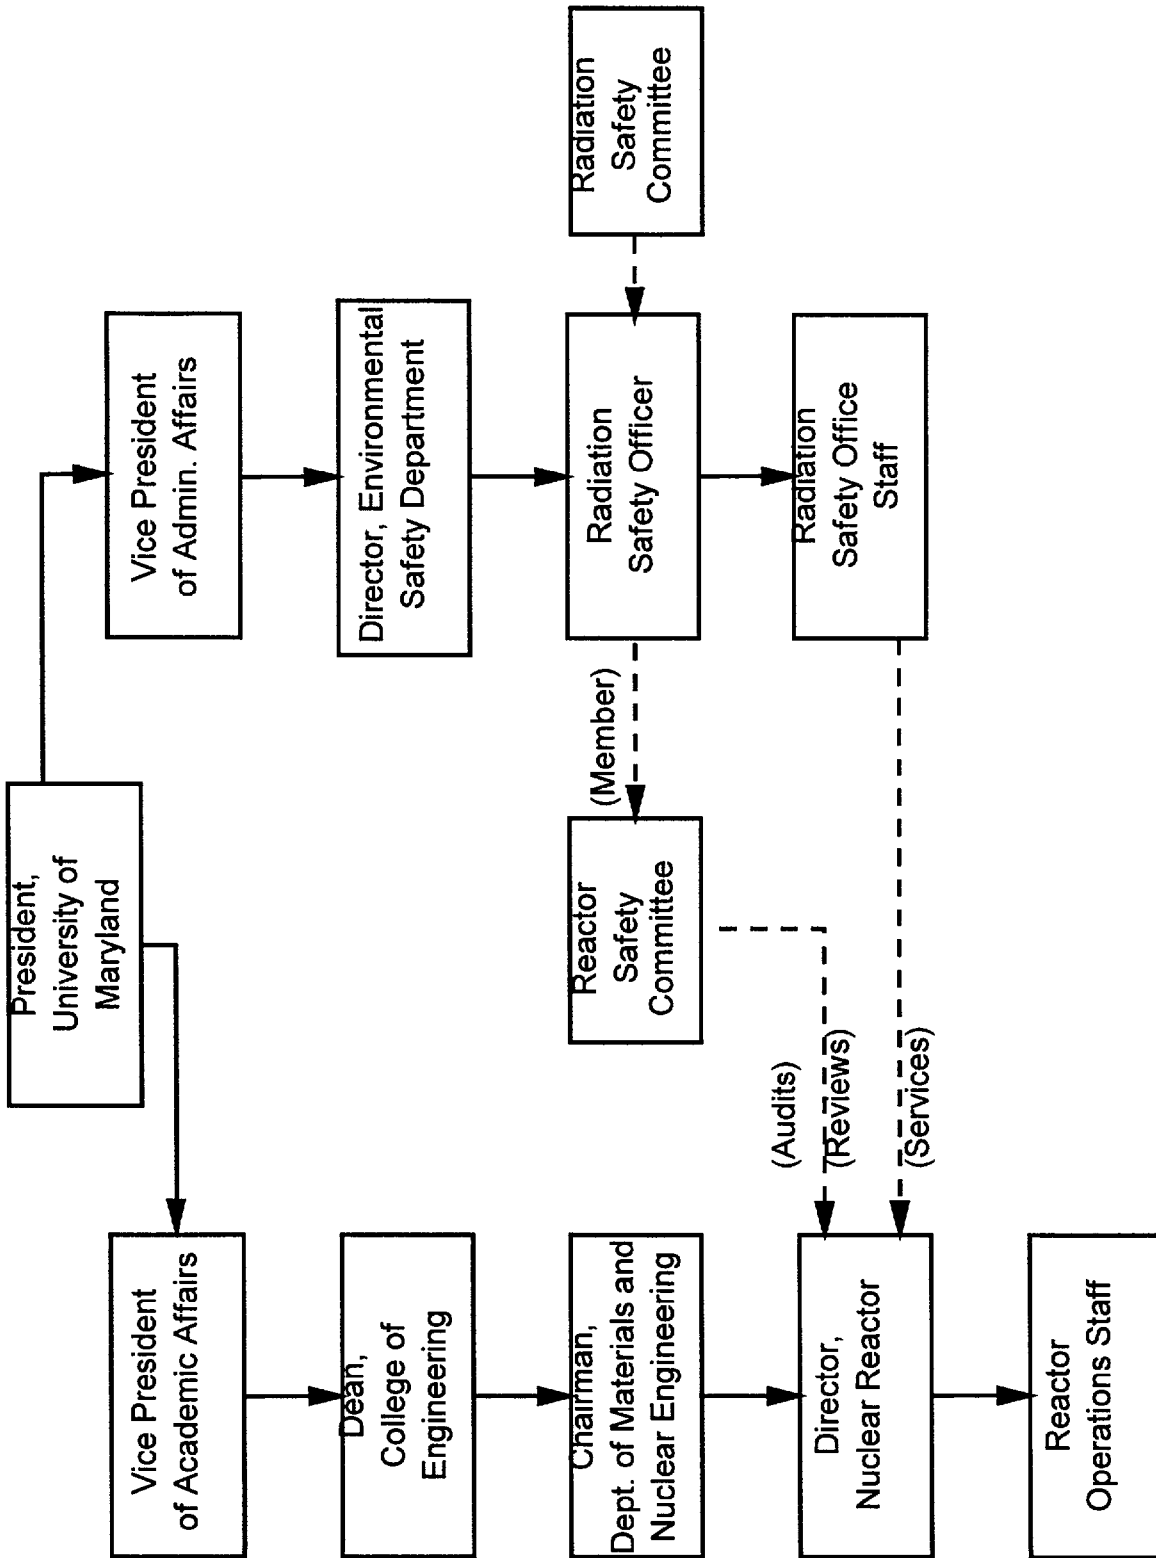 President,
University of
Maryland
Vice President
of Academic Affairs
Vice President
of Admin. Affairs
Dean,
College of
Engineering
Director, Environmental
Safety Department
Chairman,
Dept. of Materials and
Nuclear Engineering
Reactor
Safety
Committee
(Member)
Radiation
Safety Officer
Radiation
Safety
Committee
(Audits)
(Reviews)
Director,
Nuclear Reactor
(Services)
Radiation
Safety Office
Staff
Reactor
Operations Staff